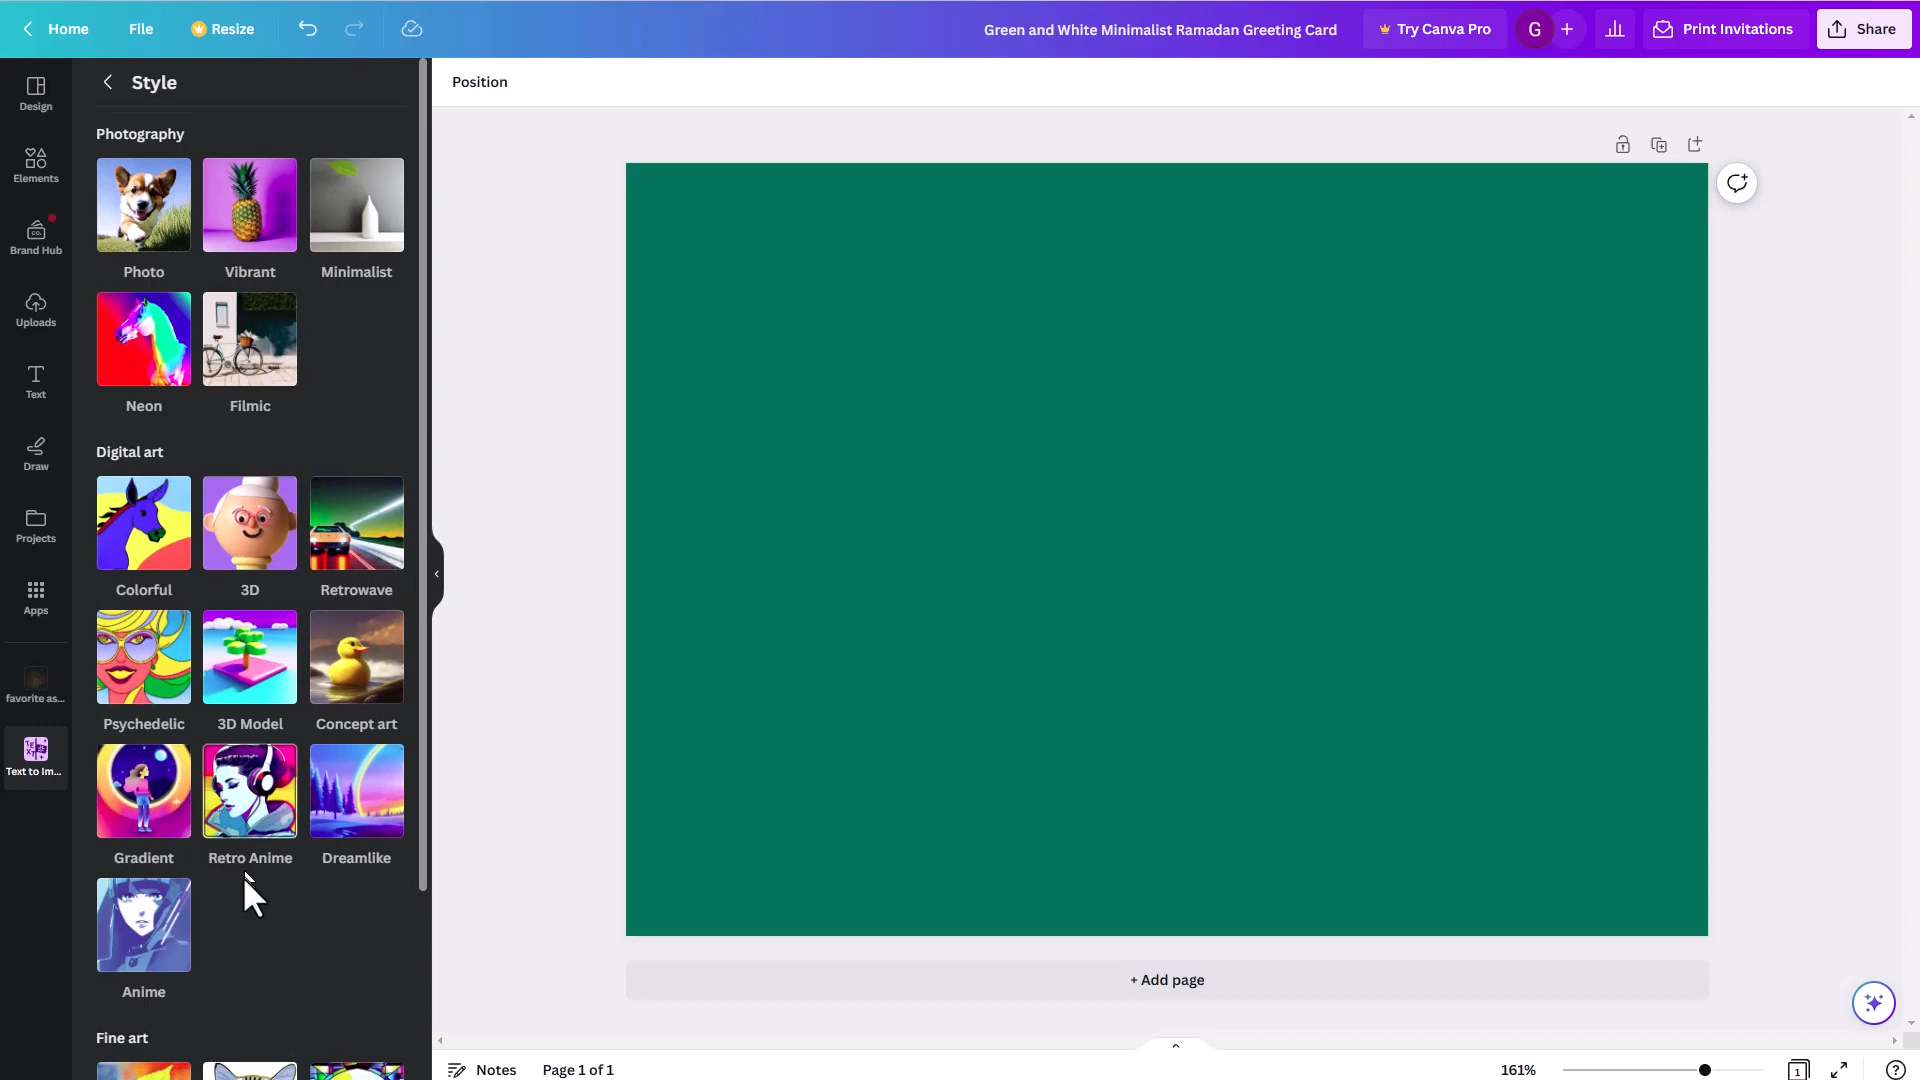 Home
File
Resize
Green and White Minimalist Ramadan Greeting Card
Try Canva Pro
G
Print Invitations
Share
Design
Elements
CO.
Brand Hub
Uploads
Text
Draw
Projects
Apps
favorite as...
Text to Im...
Style
Photography
Photo
Vibrant
Minimalist
Neon
Filmic
Digital art
Colorful
3D
Retrowave
Psychedelic
3D Model
Concept art
Gradient
Retro Anime
Dreamlike
Anime
Fine art
Position
+ Add page
Notes
Page 1 of 1
161%
1
?